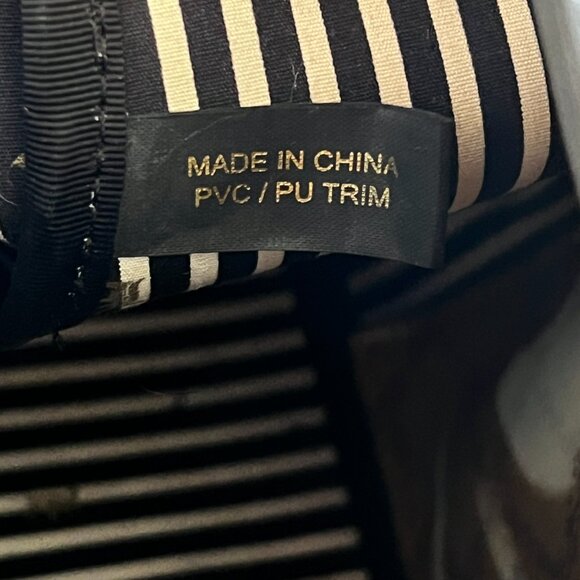 MADE IN CHINA
PVC / PU TRIM